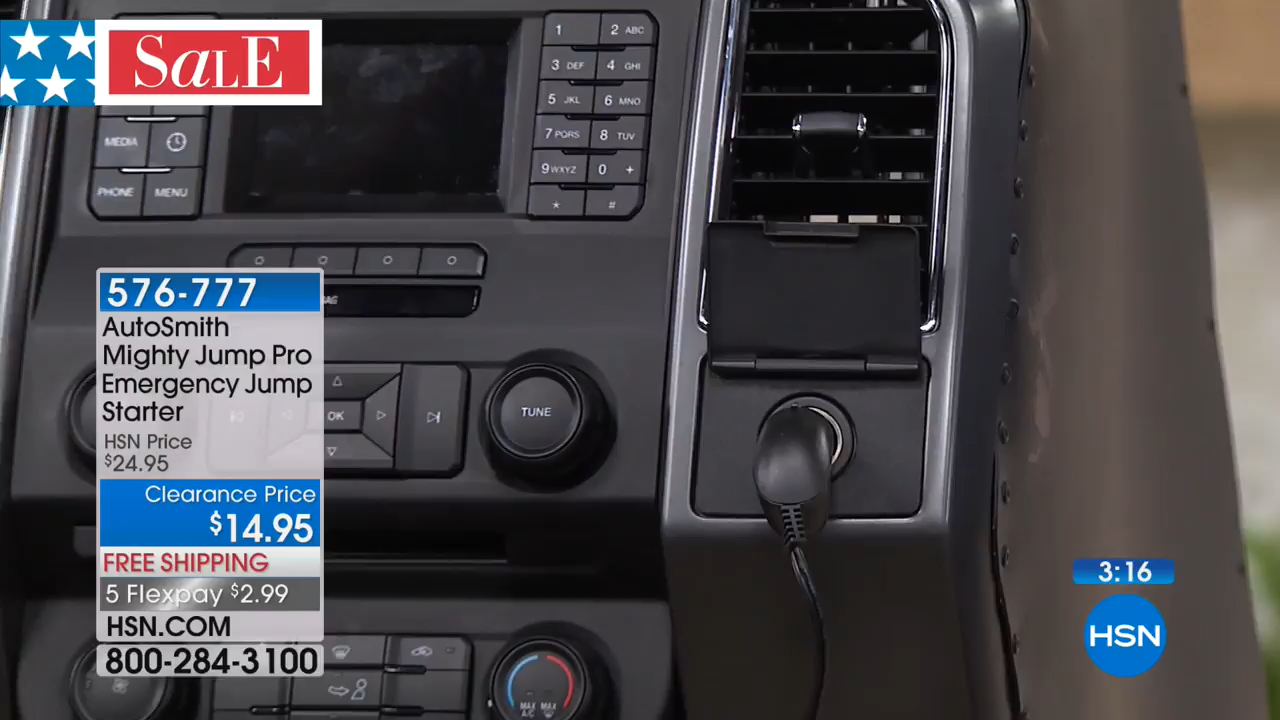 SaLE
1 2 ABC
3 DEF 4 GHI
5 JKL 6 MNO
7 PQRS 8 TUV
9 WXYZ 0 +
* #
MEDIA
PHONE MENU
576-777
AutoSmith
Mighty Jump Pro
Emergency Jump
Starter
HSN Price
$24.95
Clearance Price
$14.95
FREE SHIPPING
5 Flexpay $2.99
HSN.COM
800-284-3100
OK
TUNE
MAX MAX
A/C
3:16
HSN